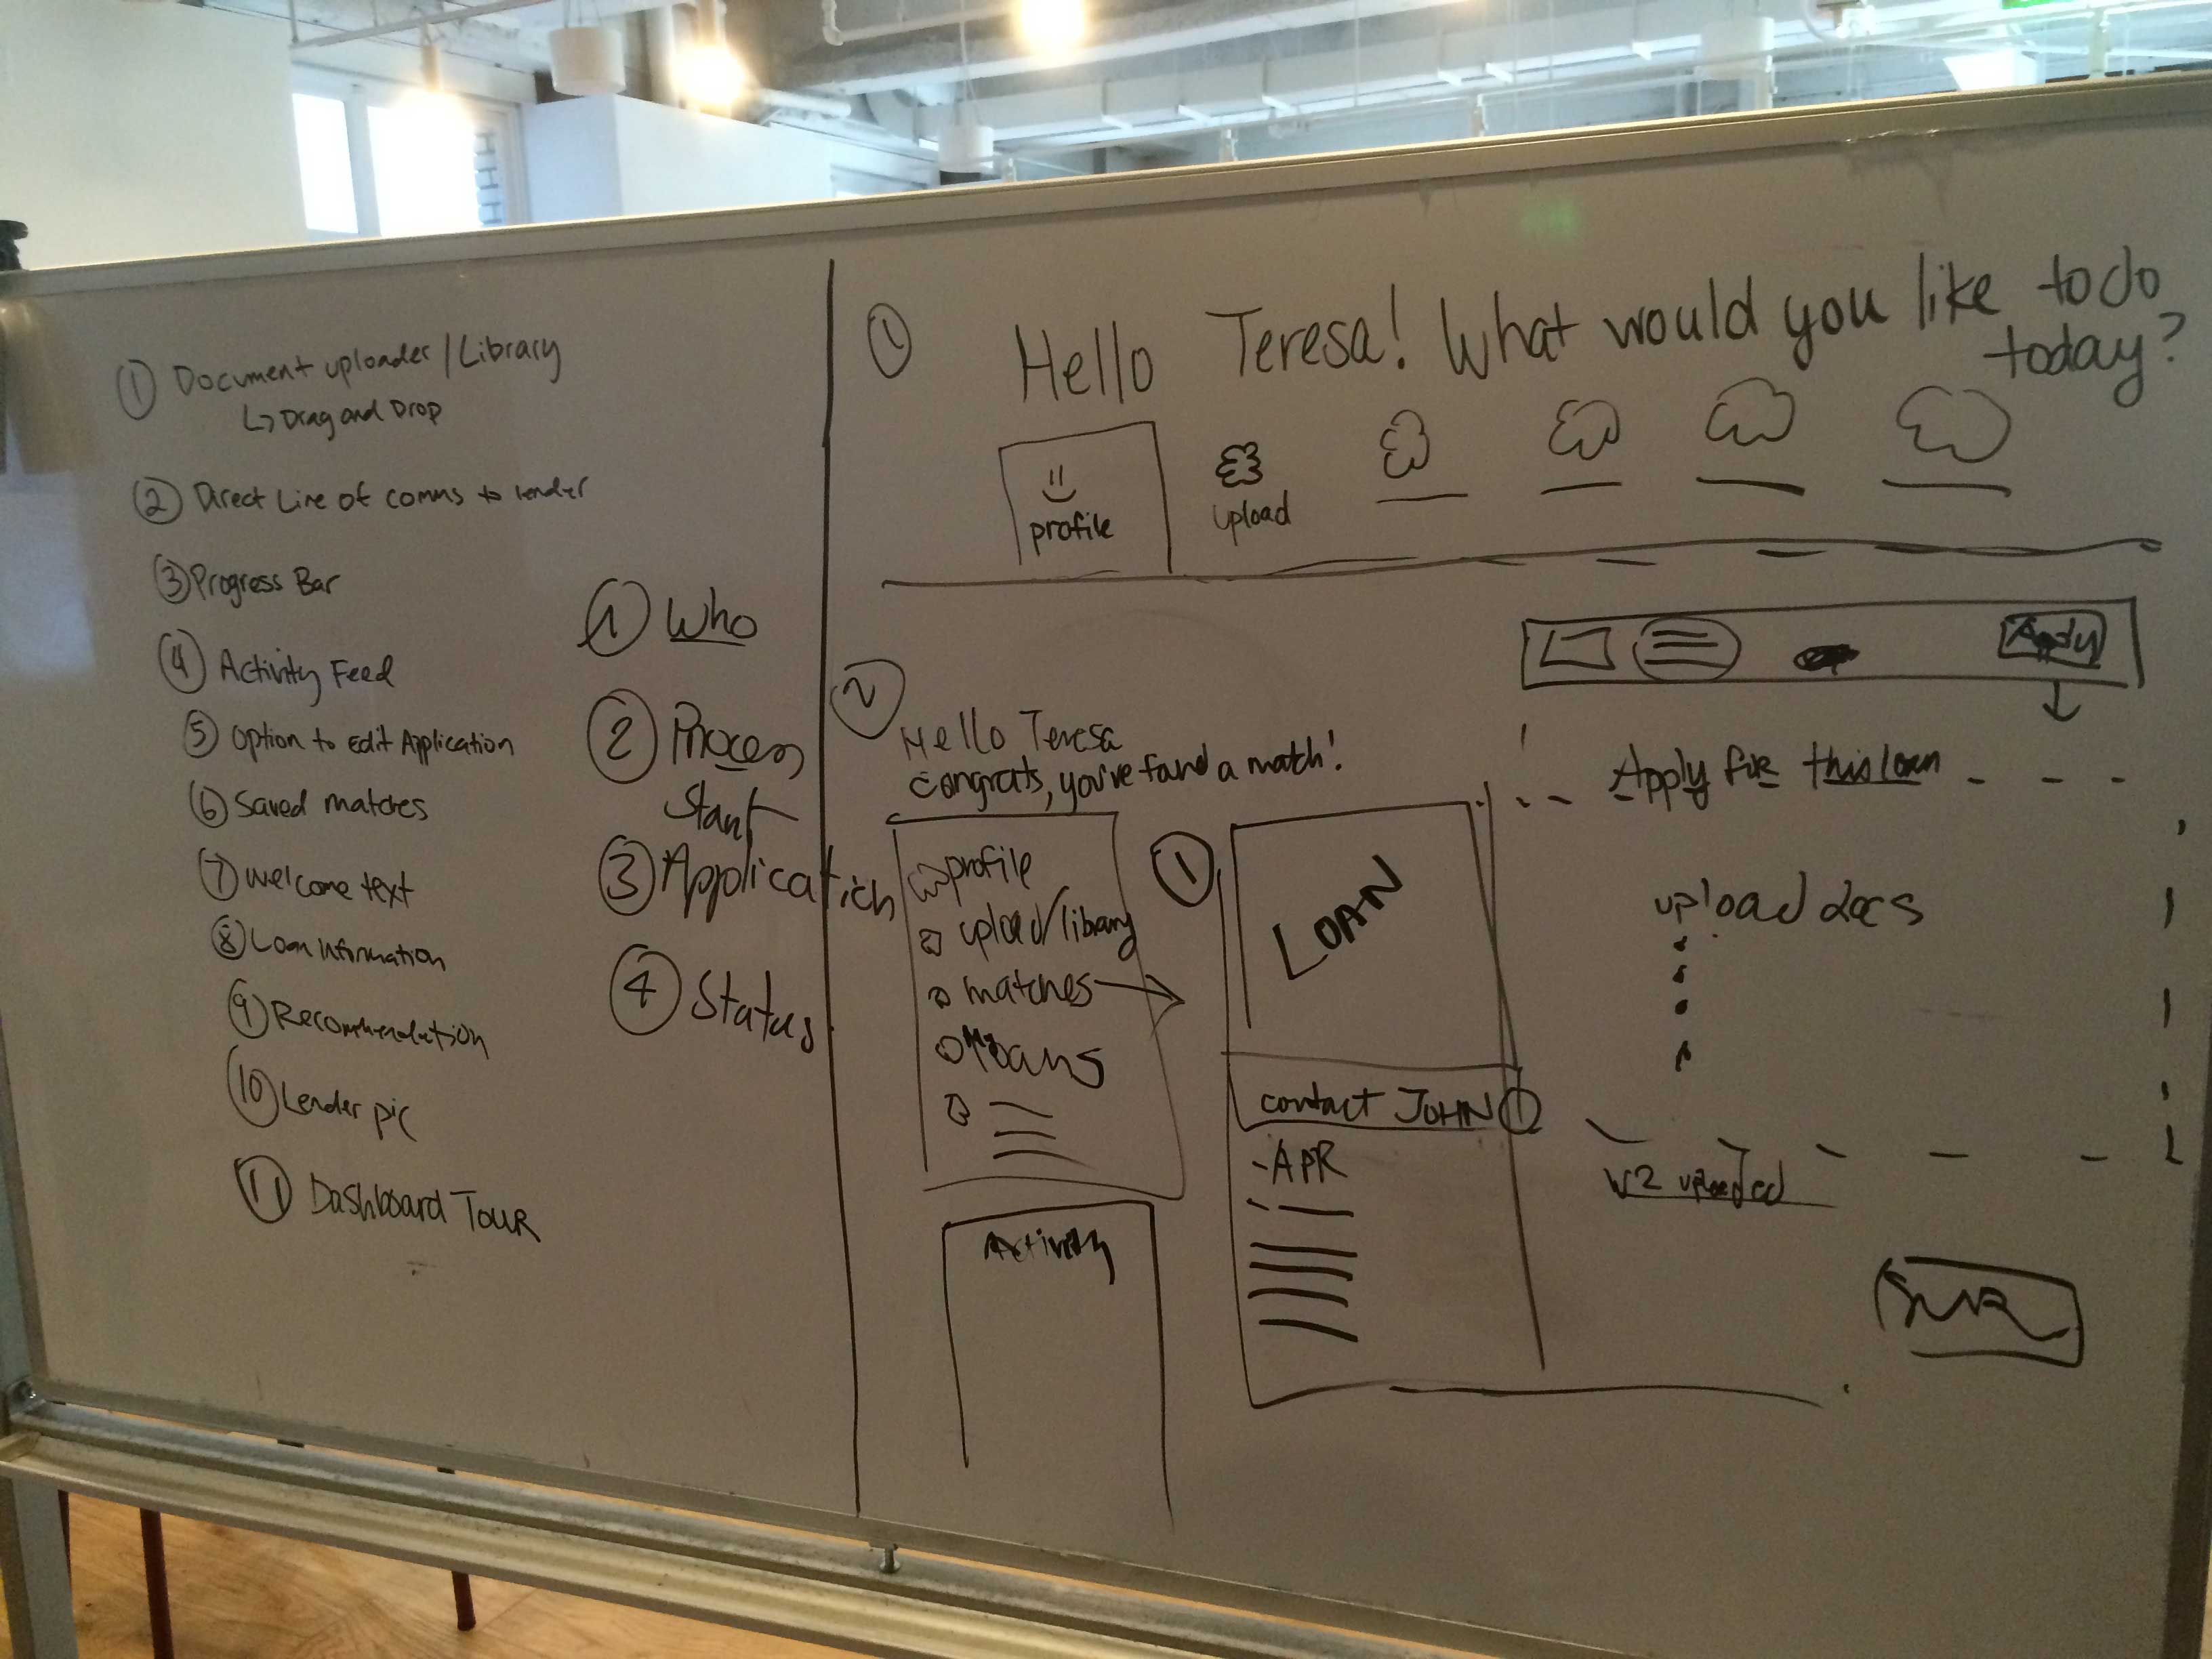 ① Document uploader / Library
↳ Drag and Drop
② Direct Line of comms to lender
③ Progress Bar
④ Activity Feed
⑤ Option to Edit Application
⑥ Saved matches
⑦ Welcome text
⑧ Loan Information
⑨ Recommendation
⑩ Lender pic
⑪ Dashboard Tour
① Who
② Process
Start
③ Application
④ Status
①
Hello Teresa! What would you like to do
today?
profile
upload
②
Hello Teresa
congrats, you've found a match!
profile
upload/library
matches
My loans
Activity
①
LOAN
contact JOHN
- APR
Apply
Apply for this loan
upload docs
W2 uploaded